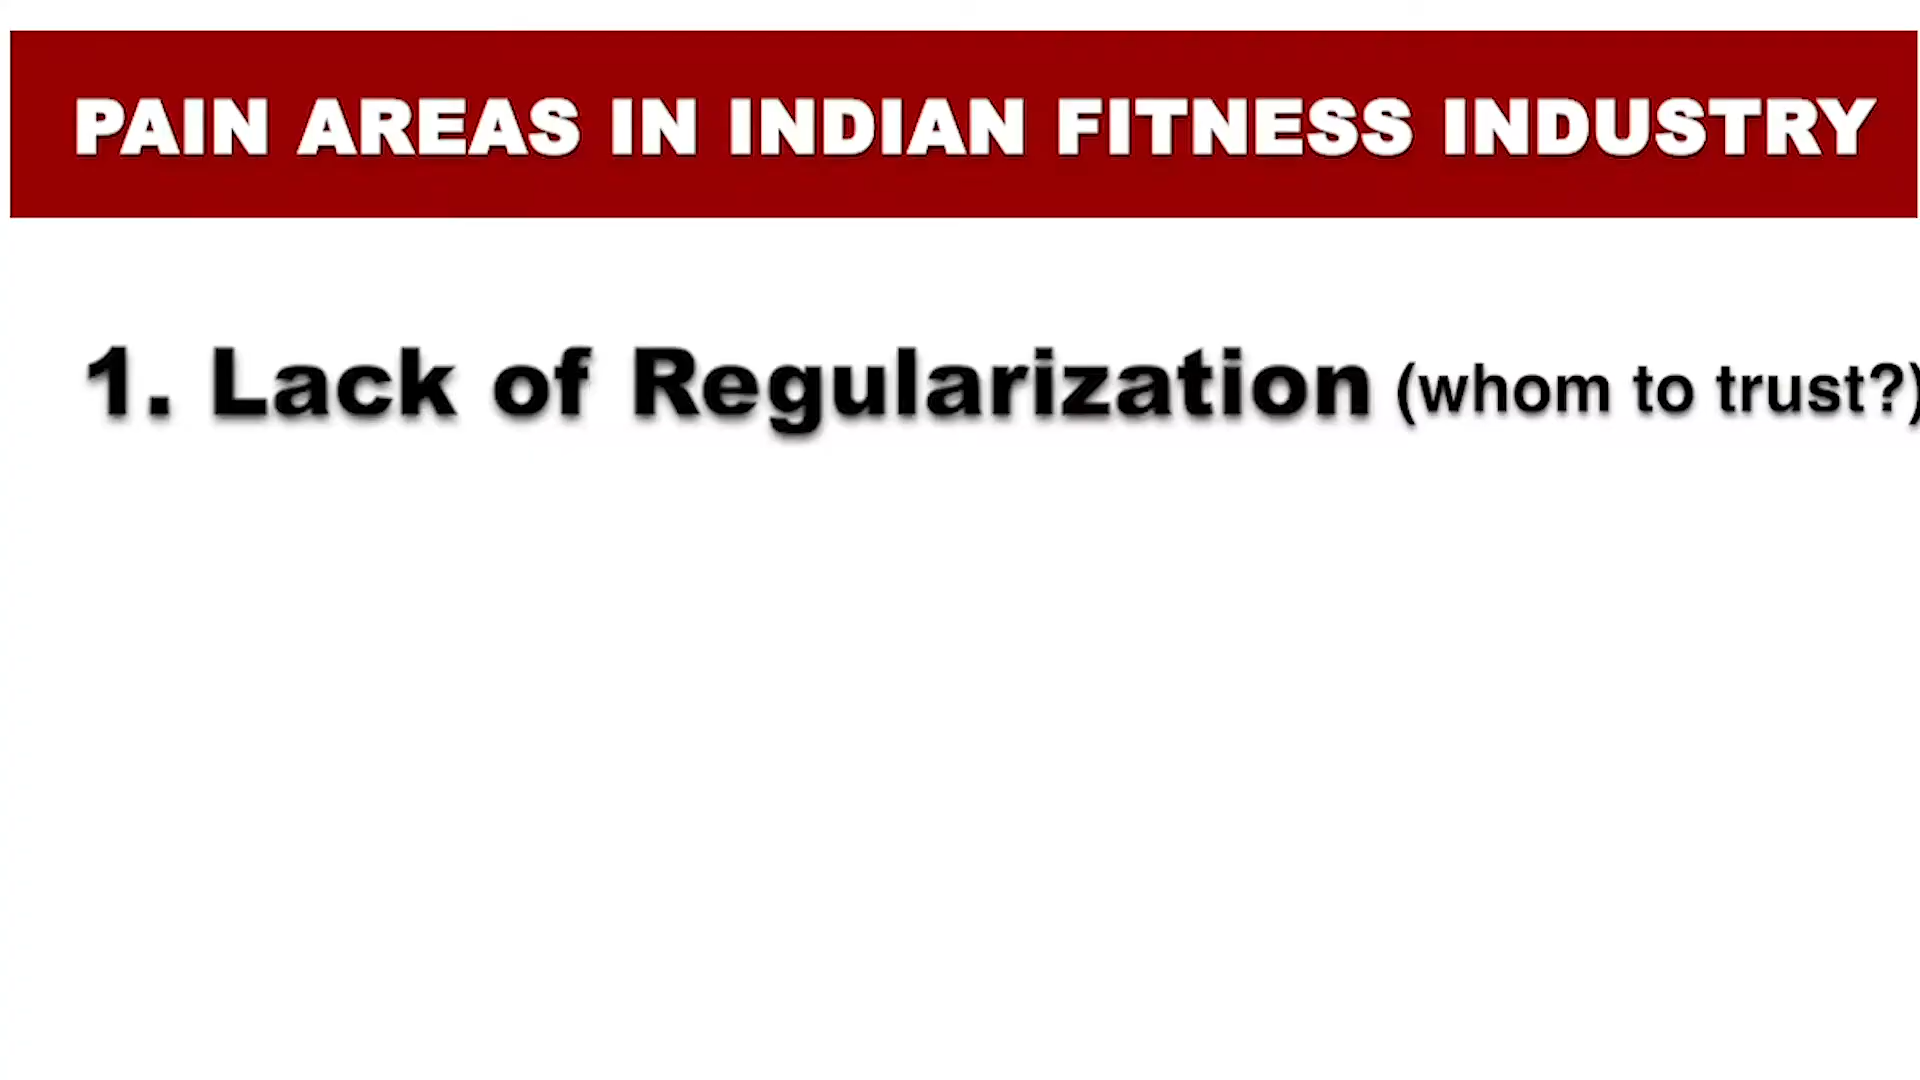 PAIN AREAS IN INDIAN FITNESS INDUSTRY
1. Lack of Regularization (whom to trust?)